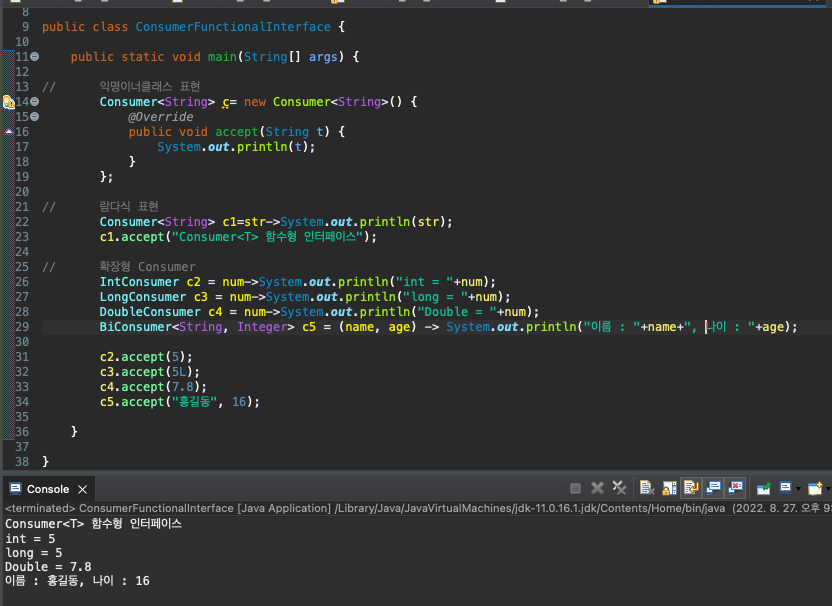 8
9 public class ConsumerFunctionalInterface {
10
11 public static void main(String[] args) {
12
13 // 익명이너클래스 표현
14 Consumer<String> c= new Consumer<String>() {
15 @Override
16 public void accept(String t) {
17 System.out.println(t);
18 }
19 };
20
21 // 람다식 표현
22 Consumer<String> c1=str->System.out.println(str);
23 c1.accept("Consumer<T> 함수형 인터페이스");
24
25 // 확장형 Consumer
26 IntConsumer c2 = num->System.out.println("int = "+num);
27 LongConsumer c3 = num->System.out.println("long = "+num);
28 DoubleConsumer c4 = num->System.out.println("Double = "+num);
29 BiConsumer<String, Integer> c5 = (name, age) -> System.out.println("이름 : "+name+", 나이 : "+age);
30
31 c2.accept(5);
32 c3.accept(5L);
33 c4.accept(7.8);
34 c5.accept("홍길동", 16);
35
36 }
37
38 }
Console
<terminated> ConsumerFunctionalInterface [Java Application] /Library/Java/JavaVirtualMachines/jdk-11.0.16.1.jdk/Contents/Home/bin/java (2022. 8. 27. 오후 9:
Consumer<T> 함수형 인터페이스
int = 5
long = 5
Double = 7.8
이름 : 홍길동, 나이 : 16